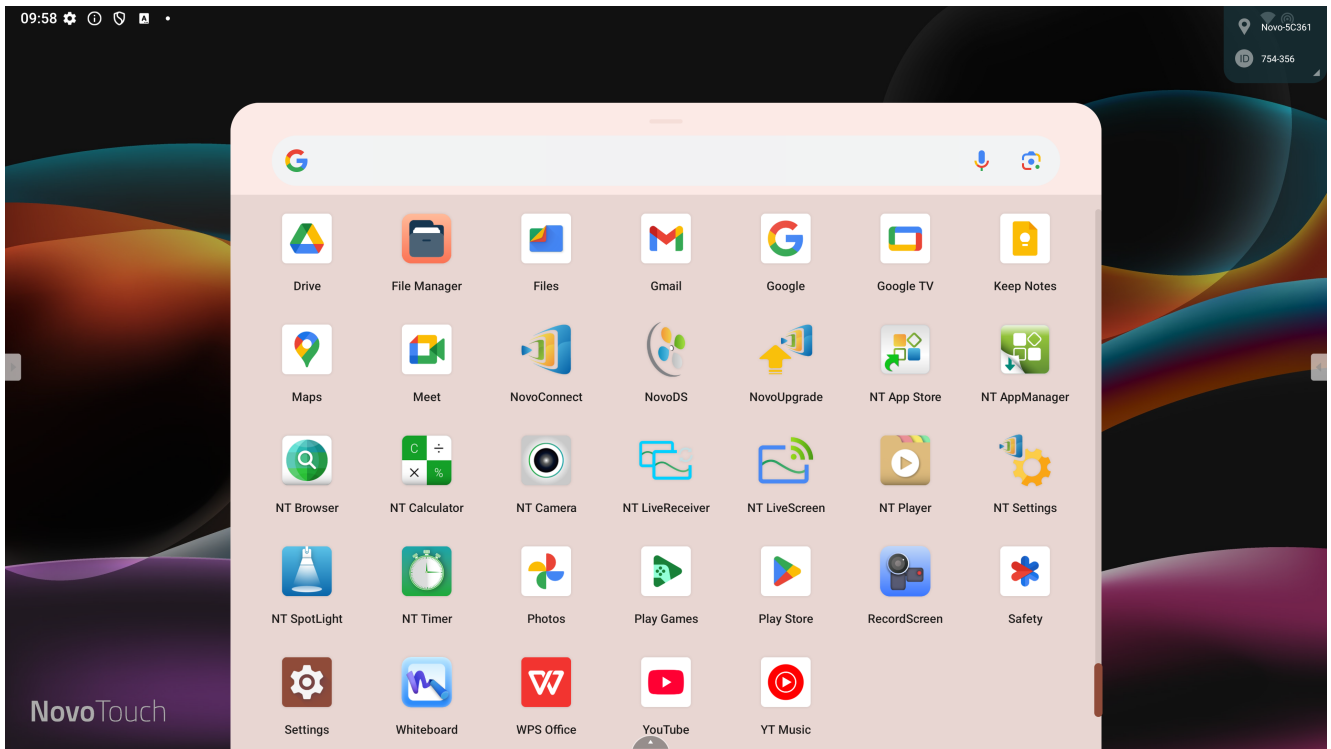 09:58
Novo-5C361
ID 754-356
Drive File Manager Files Gmail Google Google TV Keep Notes
Maps Meet NovoConnect NovoDS NovoUpgrade NT App Store NT AppManager
C ÷
× %
NT Browser NT Calculator NT Camera NT LiveReceiver NT LiveScreen NT Player NT Settings
NT SpotLight NT Timer Photos Play Games Play Store RecordScreen Safety
Settings Whiteboard WPS Office YouTube YT Music
NovoTouch